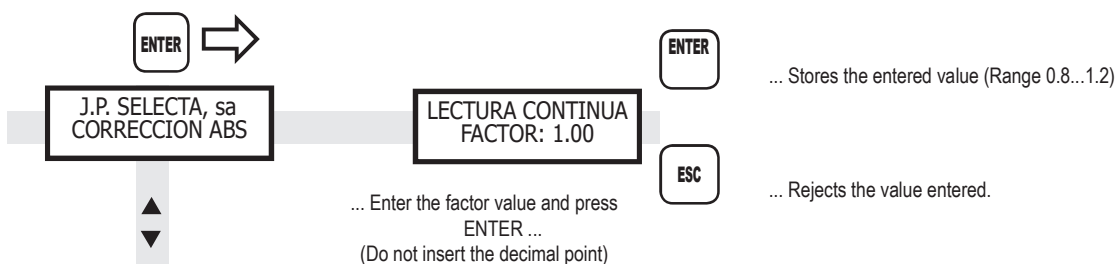 ENTER
J.P. SELECTA, sa
CORRECCION ABS
LECTURA CONTINUA
FACTOR: 1.00
... Enter the factor value and press
ENTER ...
(Do not insert the decimal point)
ENTER
... Stores the entered value (Range 0.8...1.2)
ESC
... Rejects the value entered.